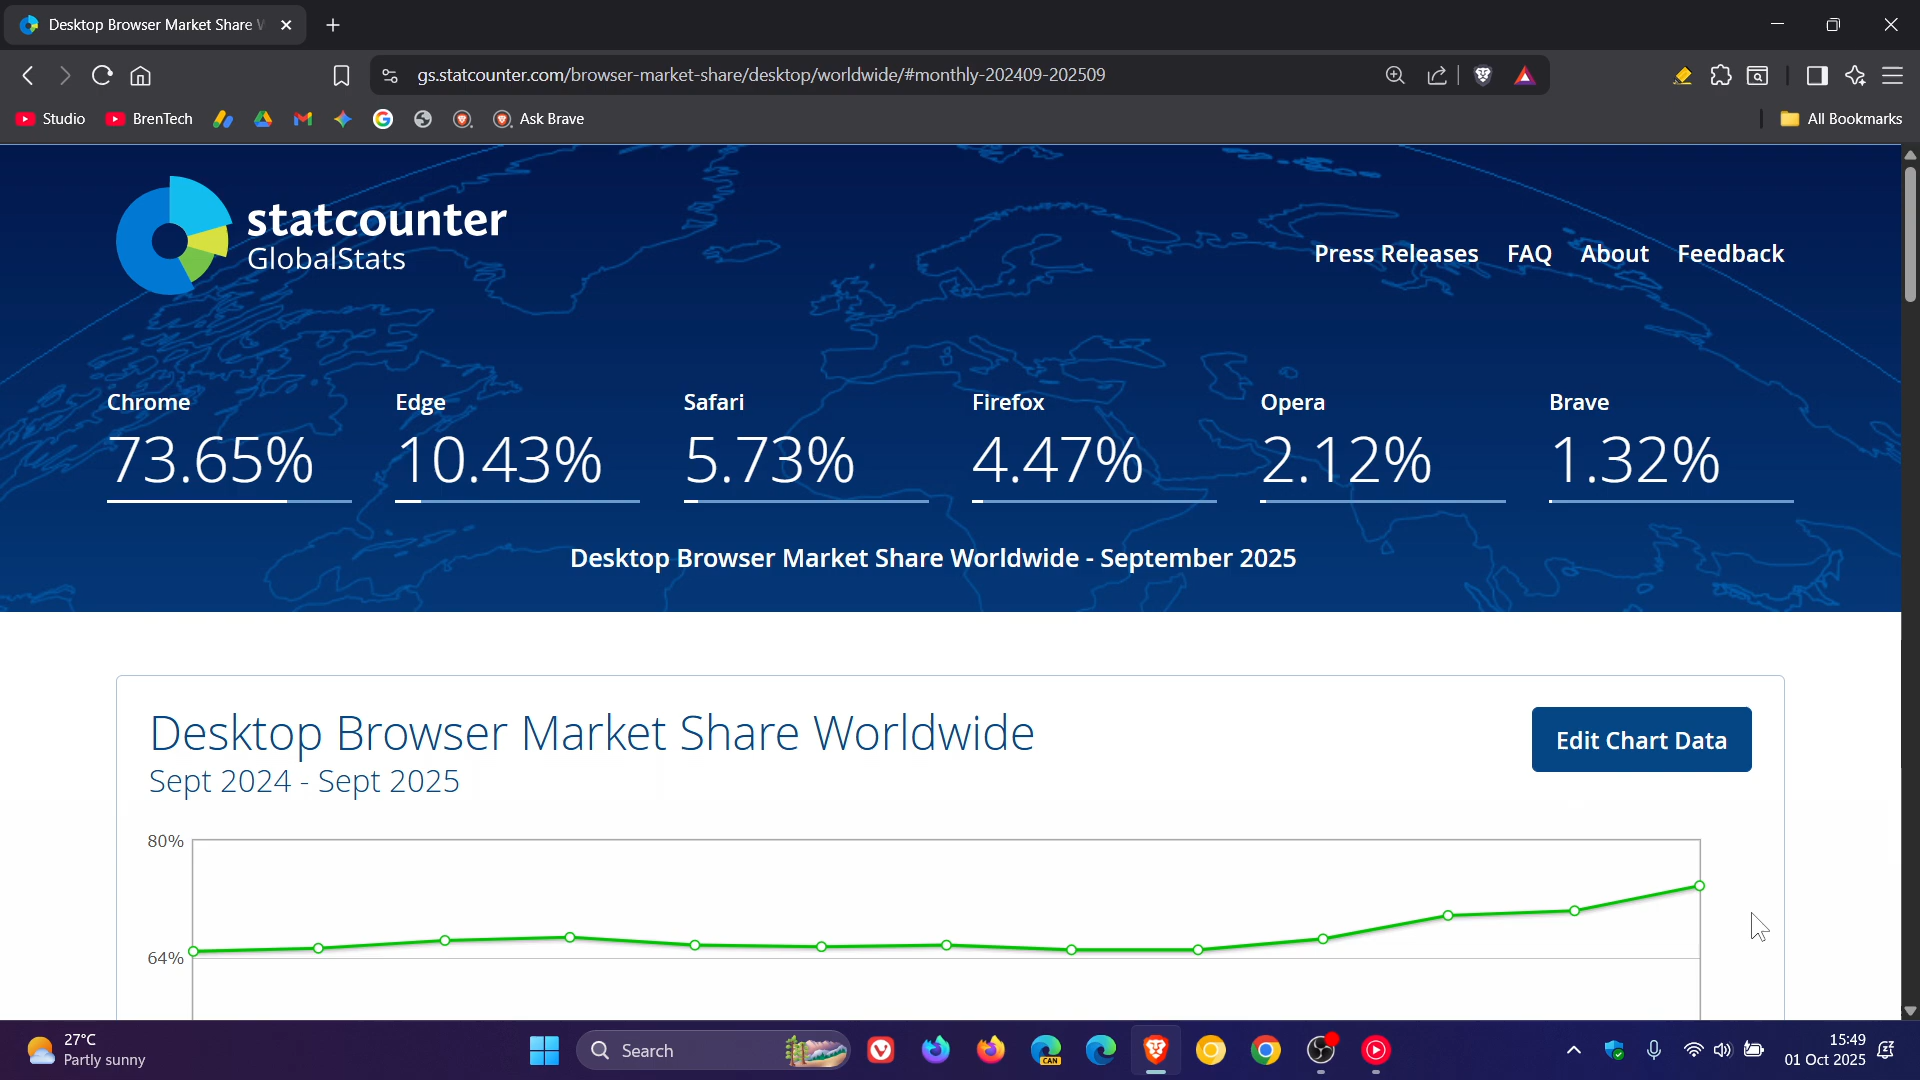 Desktop Browser Market Share W
gs.statcounter.com/browser-market-share/desktop/worldwide/#monthly-202409-202509
Studio
BrenTech
Ask Brave
All Bookmarks
statcounter
GlobalStats
Press Releases FAQ About Feedback
Chrome Edge Safari Firefox Opera Brave
73.65% 10.43% 5.73% 4.47% 2.12% 1.32%
Desktop Browser Market Share Worldwide - September 2025
Desktop Browser Market Share Worldwide
Sept 2024 - Sept 2025
Edit Chart Data
80%
64%
27°C
Partly sunny
Search
CAN
15:49
01 Oct 2025